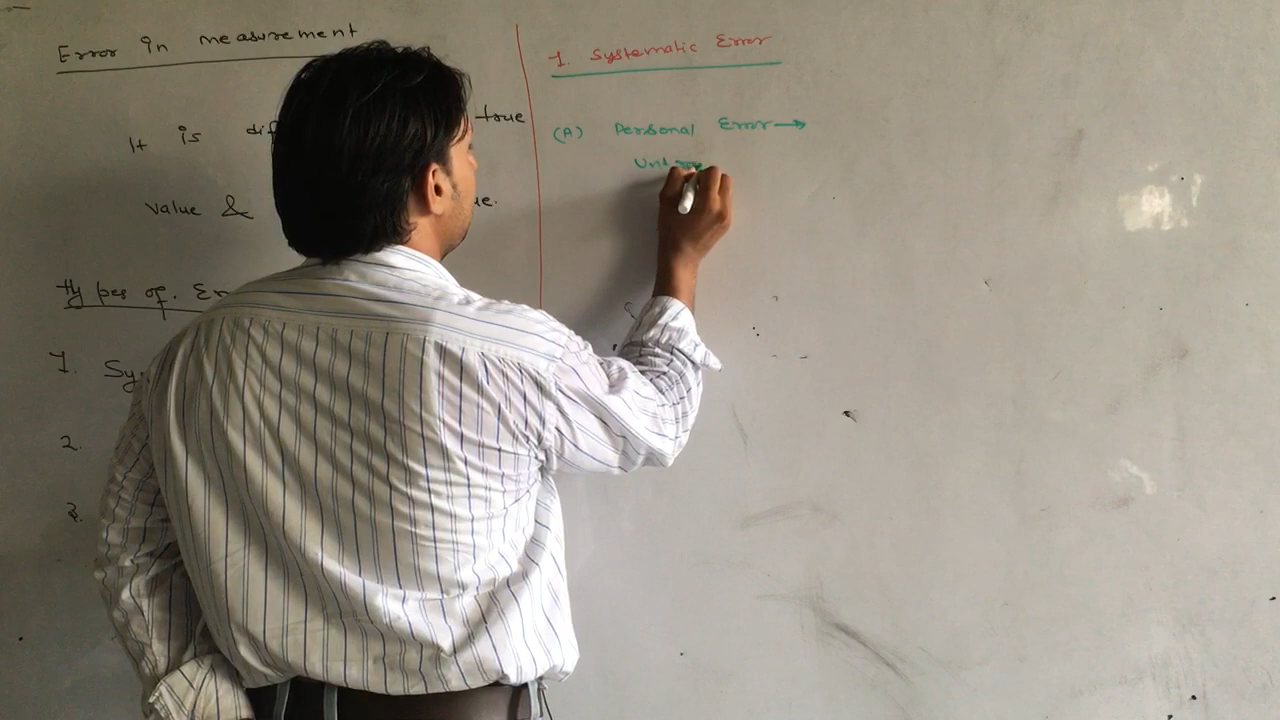 Error in measurement
It is dif true
value & ue.
types of. Er
1. Sy
2.
3.
1. Systematic Error
(A) Personal Error →